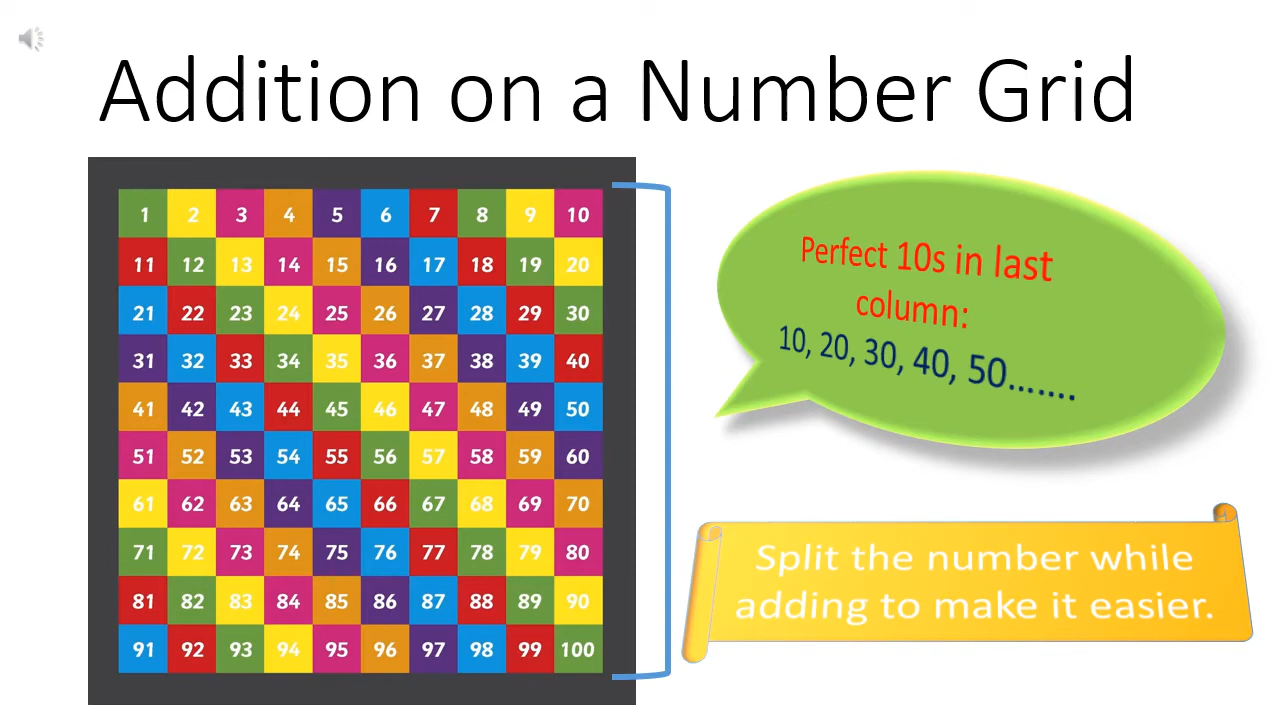 Addition on a Number Grid
1 2 3 4 5 6 7 8 9 10
11 12 13 14 15 16 17 18 19 20
21 22 23 24 25 26 27 28 29 30
31 32 33 34 35 36 37 38 39 40
41 42 43 44 45 46 47 48 49 50
51 52 53 54 55 56 57 58 59 60
61 62 63 64 65 66 67 68 69 70
71 72 73 74 75 76 77 78 79 80
81 82 83 84 85 86 87 88 89 90
91 92 93 94 95 96 97 98 99 100
Perfect 10s in last
column:
10, 20, 30, 40, 50.......
Split the number while
adding to make it easier.